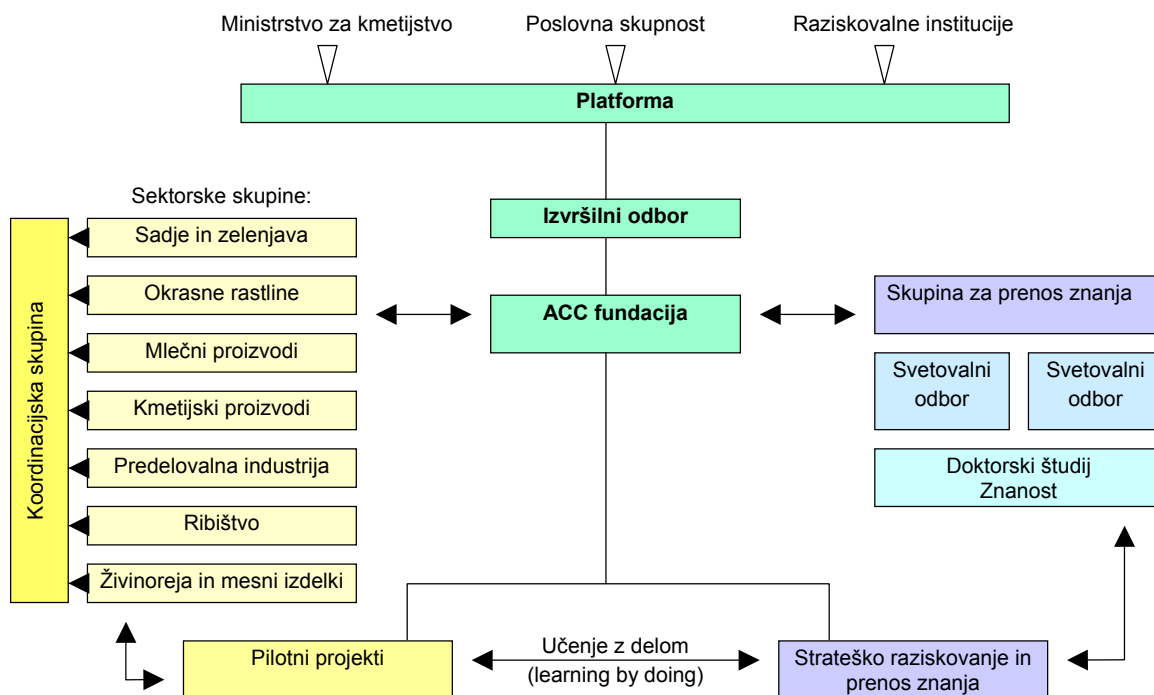 Ministrstvo za kmetijstvo
Poslovna skupnost
Raziskovalne institucije
Platforma
Sektorske skupine:
Izvršilni odbor
Koordinacijska skupina
Sadje in zelenjava
Okrasne rastline
Mlečni proizvodi
Kmetijski proizvodi
Predelovalna industrija
Ribištvo
Živinoreja in mesni izdelki
ACC fundacija
Skupina za prenos znanja
Svetovalni
odbor
Svetovalni
odbor
Doktorski študij
Znanost
Pilotni projekti
Učenje z delom
(learning by doing)
Strateško raziskovanje in
prenos znanja